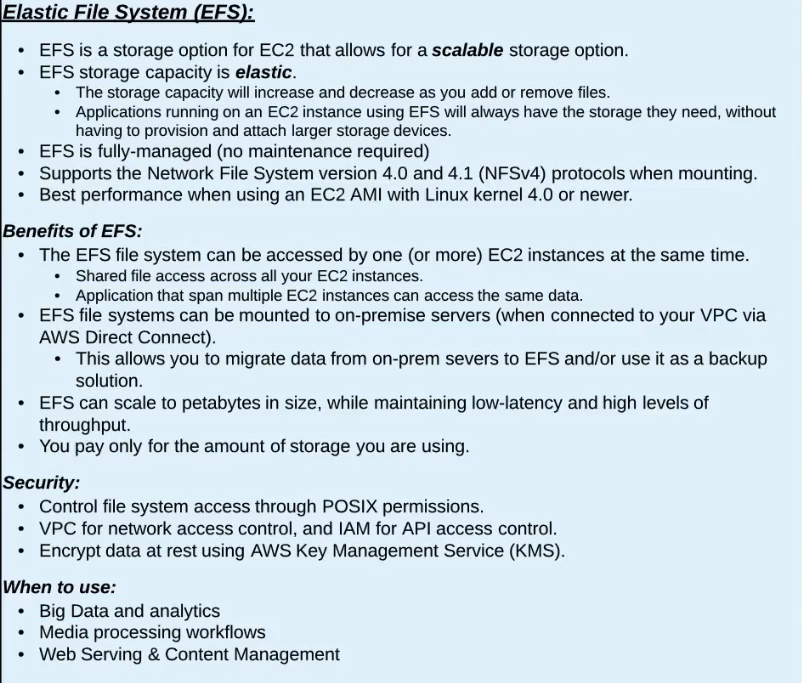 Elastic File System (EFS):
• EFS is a storage option for EC2 that allows for a scalable storage option.
• EFS storage capacity is elastic.
• The storage capacity will increase and decrease as you add or remove files.
• Applications running on an EC2 instance using EFS will always have the storage they need, without
having to provision and attach larger storage devices.
• EFS is fully-managed (no maintenance required)
• Supports the Network File System version 4.0 and 4.1 (NFSv4) protocols when mounting.
• Best performance when using an EC2 AMI with Linux kernel 4.0 or newer.
Benefits of EFS:
• The EFS file system can be accessed by one (or more) EC2 instances at the same time.
• Shared file access across all your EC2 instances.
• Application that span multiple EC2 instances can access the same data.
• EFS file systems can be mounted to on-premise servers (when connected to your VPC via
AWS Direct Connect).
• This allows you to migrate data from on-prem severs to EFS and/or use it as a backup
solution.
• EFS can scale to petabytes in size, while maintaining low-latency and high levels of
throughput.
• You pay only for the amount of storage you are using.
Security:
• Control file system access through POSIX permissions.
• VPC for network access control, and IAM for API access control.
• Encrypt data at rest using AWS Key Management Service (KMS).
When to use:
• Big Data and analytics
• Media processing workflows
• Web Serving & Content Management